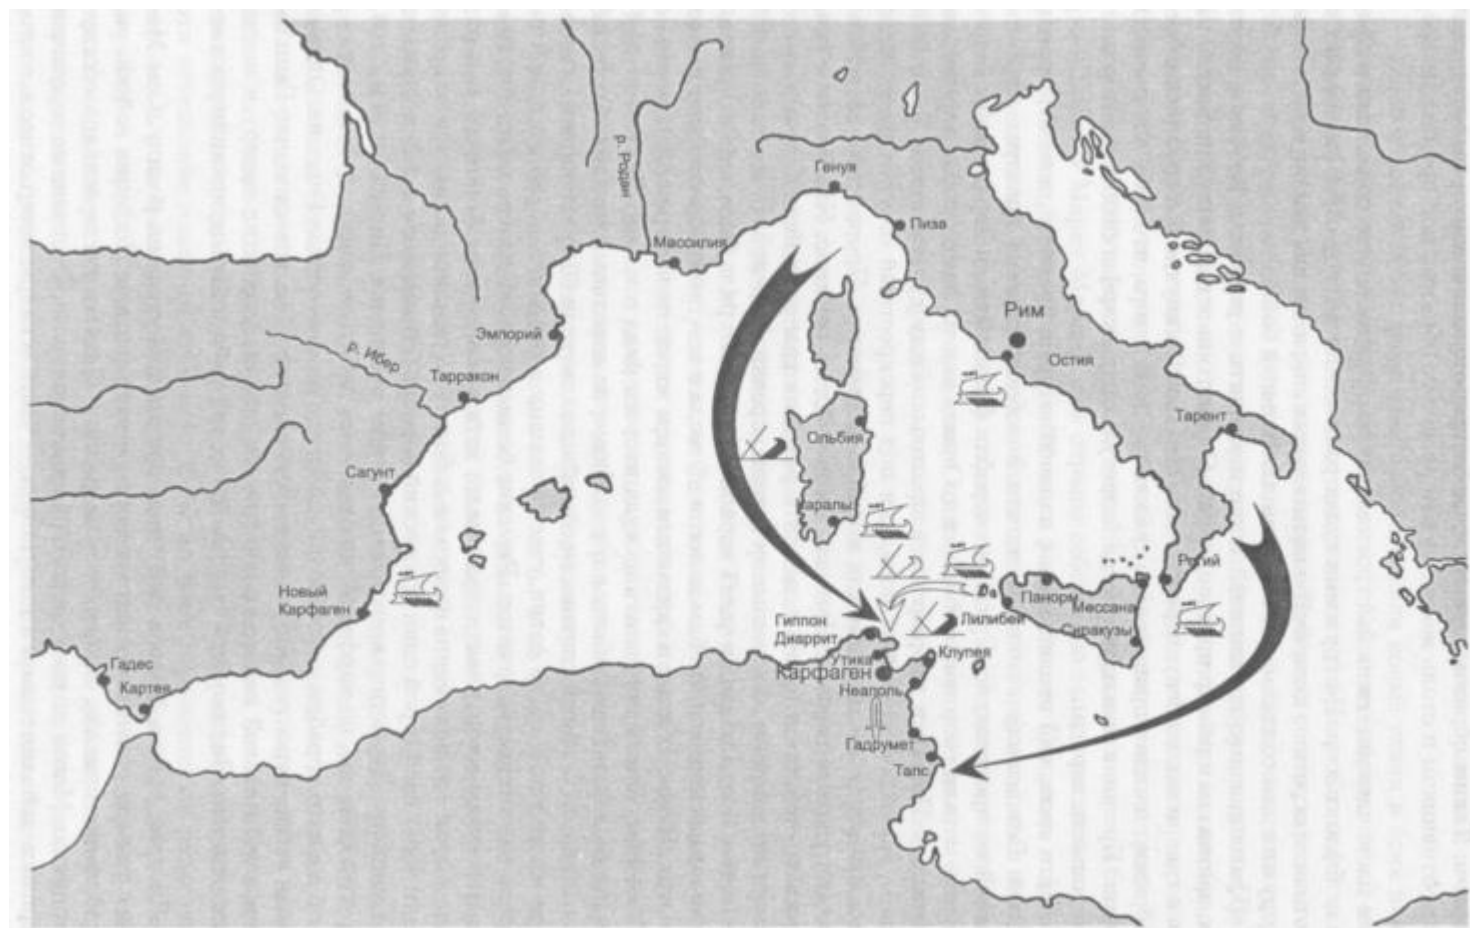 р. Родан
Генуя
Пиза
Массилия
Рим
Остия
Эмпорий
р. Ибер
Тарракон
Тарент
Ольбия
Сагунт
Каралы
Регий
Панорм
Мессана
Новый
Карфаген
Лилибей
Сиракузы
Гиппон
Диаррит
Утика
Клупея
Карфаген
Неаполь
Гадес
Картея
Гадрумет
Тапс